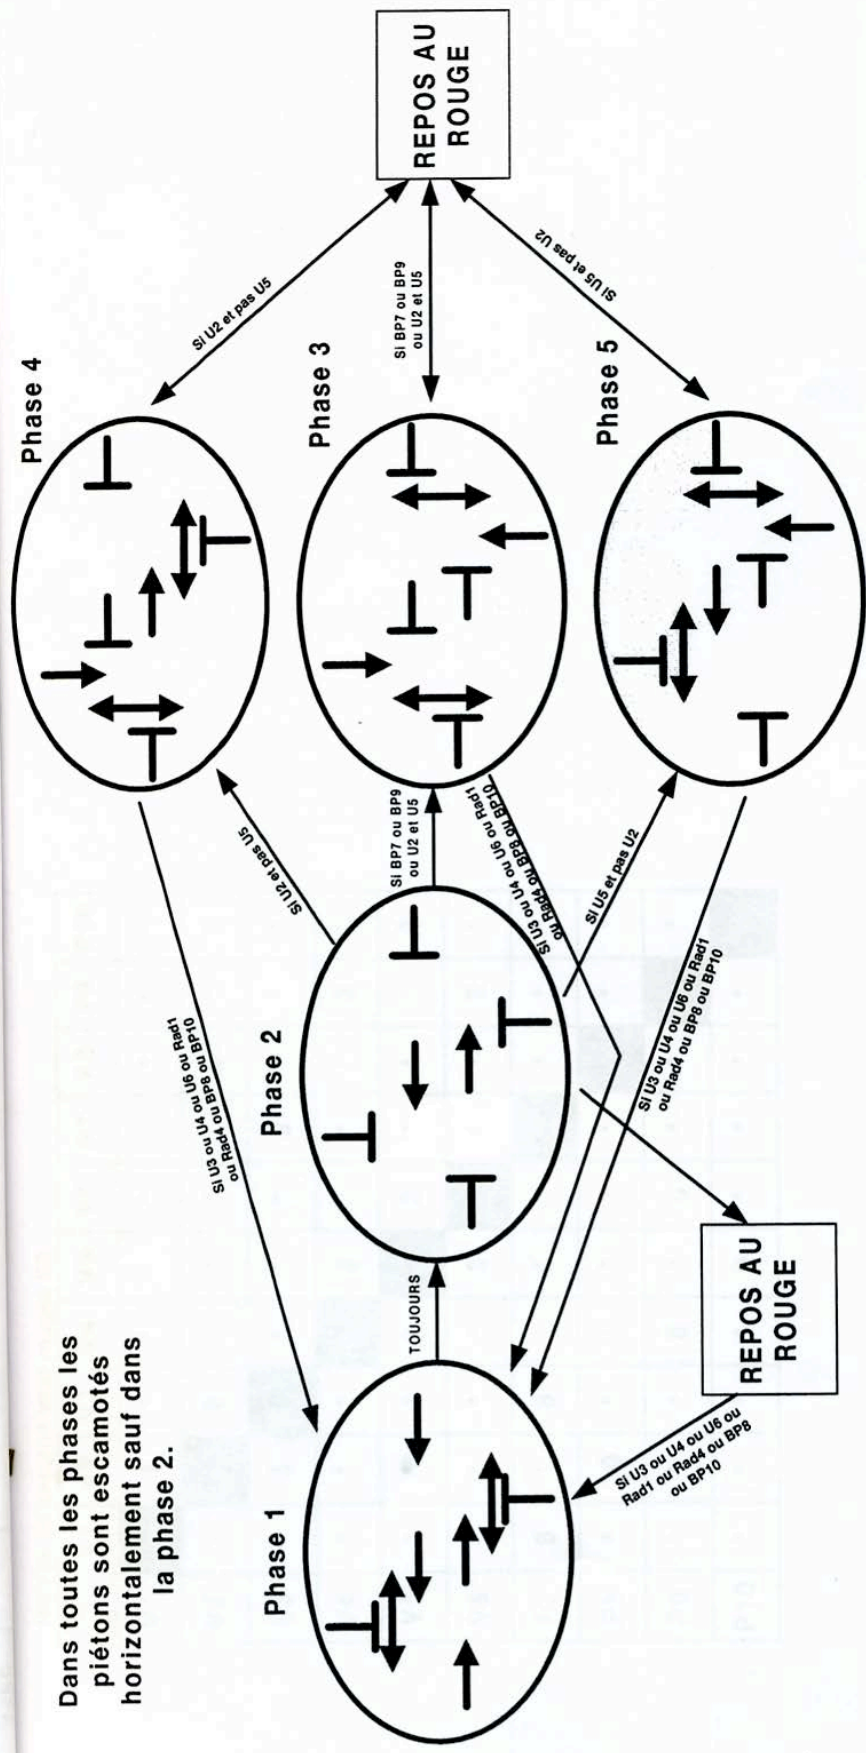 Dans toutes les phases les
piétons sont escamotés
horizontalement sauf dans
la phase 2.
Phase 1
TOUJOURS
Phase 2
Si U3 ou U4 ou U6 ou Rad1
ou Rad4 ou BP8 ou BP10
Si U2 et pas U5
Phase 4
Si U2 et pas U5
Si BP7 ou BP9
ou U2 et U5
Phase 3
Si BP7 ou BP9
ou U2 et U5
REPOS AU
ROUGE
Si U3 ou U4 ou U6 ou Rad1
ou Rad4 ou BP8 ou BP10
Si U5 et pas U2
Phase 5
Si U5 et pas U2
Si U3 ou U4 ou U6 ou Rad1
ou Rad4 ou BP8 ou BP10
REPOS AU
ROUGE
Si U3 ou U4 ou U6 ou
Rad1 ou Rad4 ou BP8
ou BP10